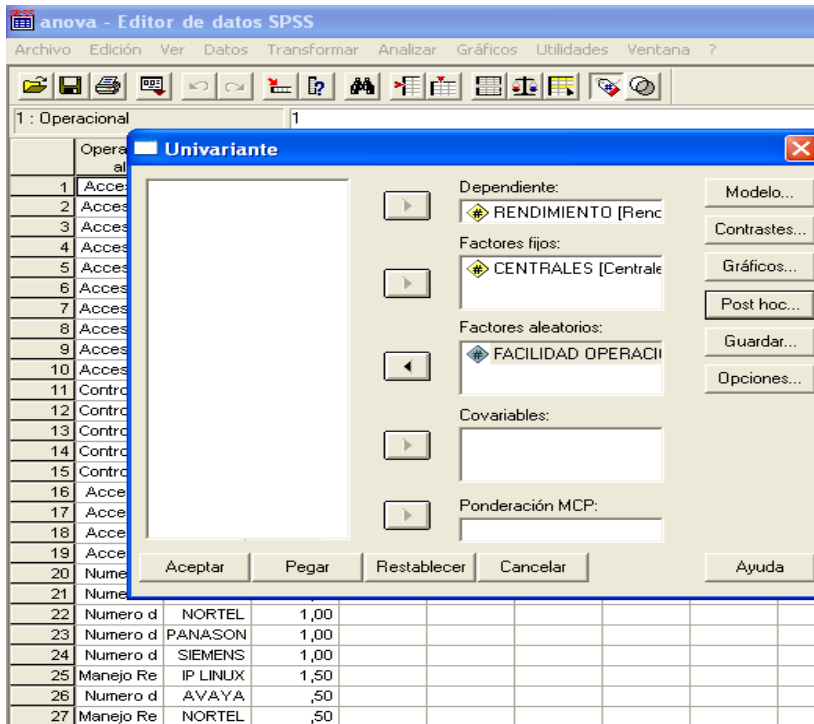 SPSS
anova - Editor de datos SPSS
Archivo Edición Ver Datos Transformar Analizar Gráficos Utilidades Ventana ?
1 : Operacional 1
Opera
al
Univariante
Dependiente:
RENDIMIENTO [Rend
Factores fijos:
CENTRALES [Centrale
Factores aleatorios:
FACILIDAD OPERACI
Covariables:
Ponderación MCP:
Modelo...
Contrastes...
Gráficos...
Post hoc...
Guardar...
Opciones...
Aceptar Pegar Restablecer Cancelar Ayuda
1 Acces
2 Acces
3 Acces
4 Acces
5 Acces
6 Acces
7 Acces
8 Acces
9 Acces
10 Acces
11 Contro
12 Contro
13 Contro
14 Contro
15 Contro
16 Acce
17 Acce
18 Acce
19 Acce
20 Nume
21 Nume
22 Numero d NORTEL 1,00
23 Numero d PANASON 1,00
24 Numero d SIEMENS 1,00
25 Manejo Re IP LINUX 1,50
26 Numero d AVAYA ,50
27 Manejo Re NORTEL ,50